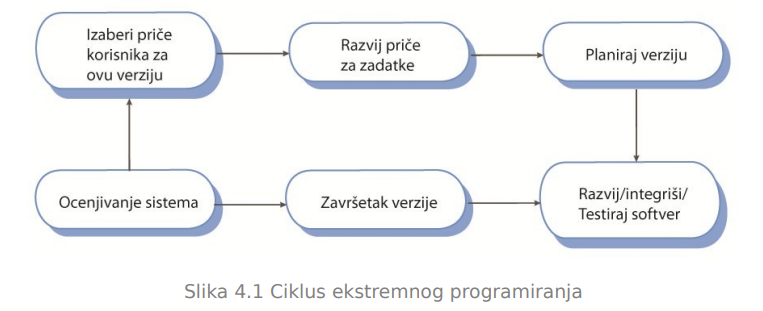 Izaberi priče
korisnika za
ovu verziju
Razvij priče
za zadatke
Planiraj verziju
Ocenjivanje sistema
Završetak verzije
Razvij/integriši/
Testiraj softver
Slika 4.1 Ciklus ekstremnog programiranja